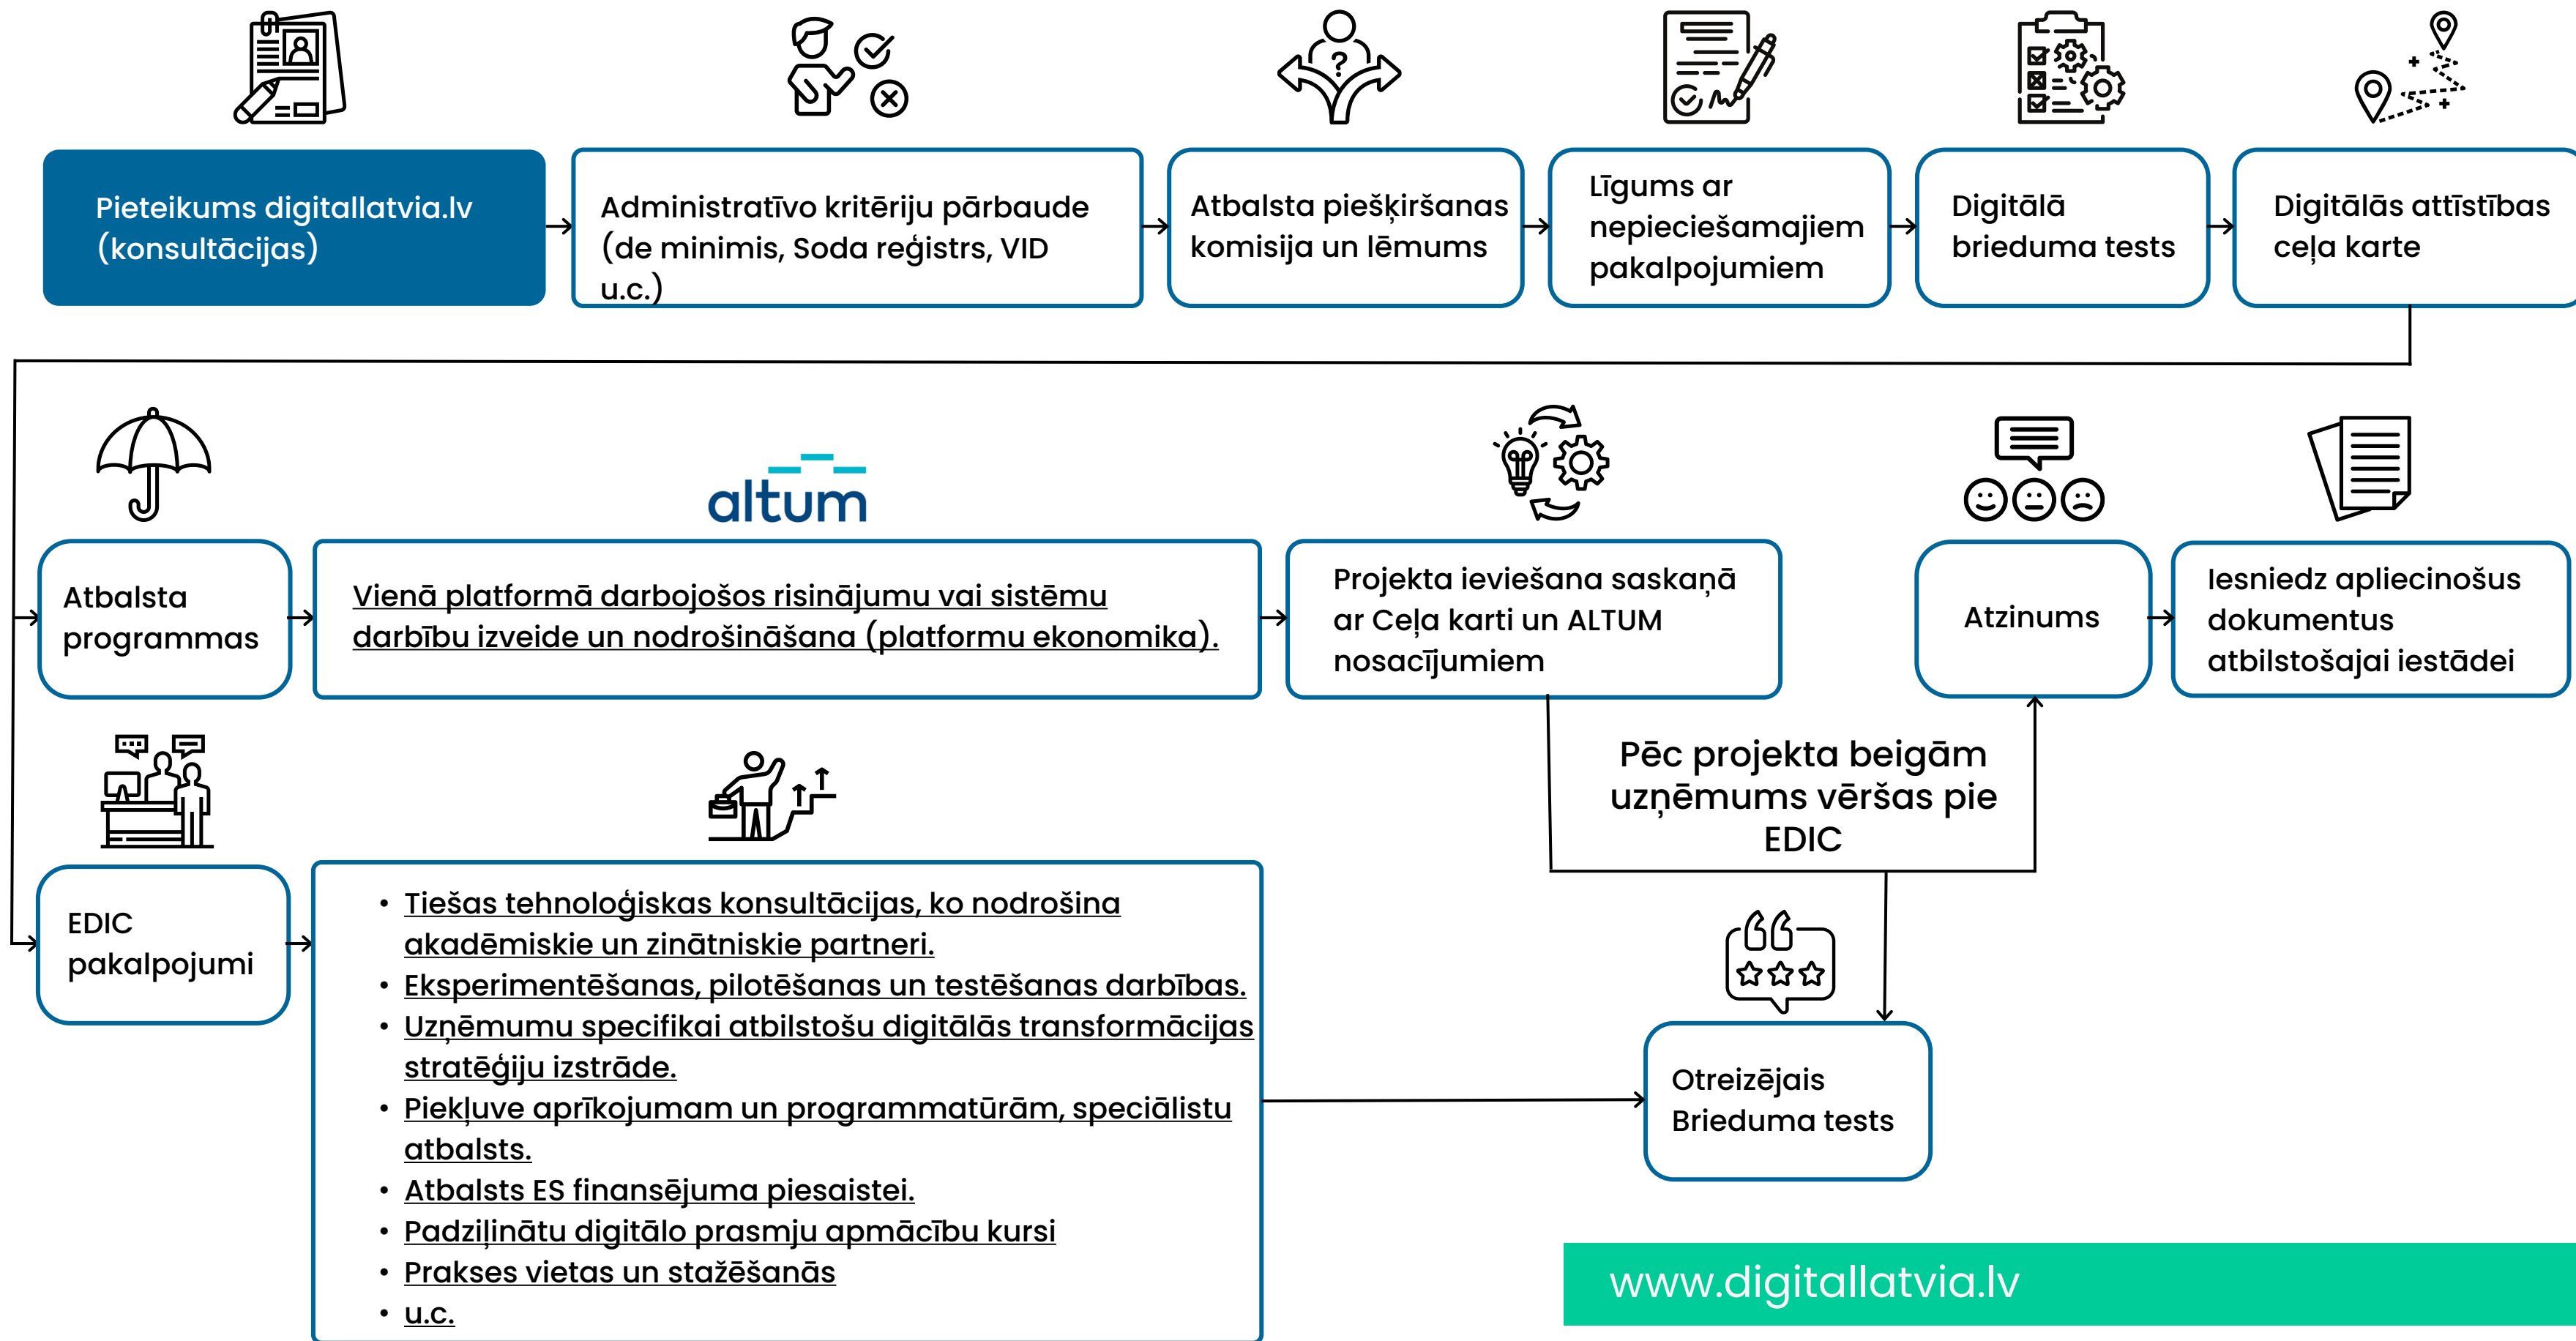 Pieteikums digitallatvia.lv
(konsultācijas)
Administratīvo kritēriju pārbaude
(de minimis, Soda reģistrs, VID
u.c.)
Atbalsta piešķiršanas
komisija un lēmums
Līgums ar
nepieciešamajiem
pakalpojumiem
Digitālā
brieduma tests
Digitālās attīstības
ceļa karte
Atbalsta
programmas
altum
Vienā platformā darbojošos risinājumu vai sistēmu
darbību izveide un nodrošināšana (platformu ekonomika).
Projekta ieviešana saskaņā
ar Ceļa karti un ALTUM
nosacījumiem
Atzinums
Iesniedz apliecinošus
dokumentus
atbilstošajai iestādei
Pēc projekta beigām
uzņēmums vēršas pie
EDIC
EDIC
pakalpojumi
• Tiešas tehnoloģiskas konsultācijas, ko nodrošina
akadēmiskie un zinātniskie partneri.
• Eksperimentēšanas, pilotēšanas un testēšanas darbības.
• Uzņēmumu specifikai atbilstošu digitālās transformācijas
stratēģiju izstrāde.
• Piekļuve aprīkojumam un programmatūrām, speciālistu
atbalsts.
• Atbalsts ES finansējuma piesaistei.
• Padziļinātu digitālo prasmju apmācību kursi
• Prakses vietas un stažēšanās
• u.c.
Otreizējais
Brieduma tests
www.digitallatvia.lv